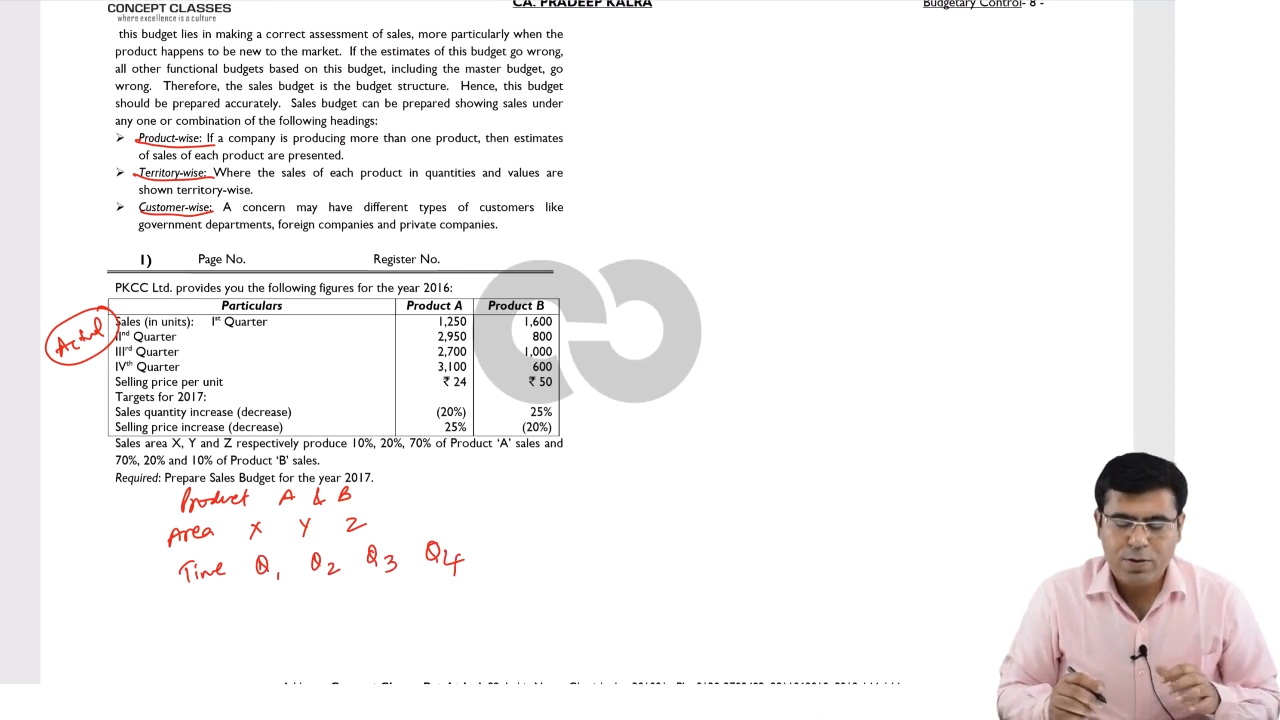 CONCEPT CLASSES
where excellence is a culture
CA. PRADEEP KALRA
Budgetary Control- 8 -
this budget lies in making a correct assessment of sales, more particularly when the
product happens to be new to the market. If the estimates of this budget go wrong,
all other functional budgets based on this budget, including the master budget, go
wrong. Therefore, the sales budget is the budget structure. Hence, this budget
should be prepared accurately. Sales budget can be prepared showing sales under
any one or combination of the following headings:
➢ Product-wise: If a company is producing more than one product, then estimates
of sales of each product are presented.
➢ Territory-wise: Where the sales of each product in quantities and values are
shown territory-wise.
➢ Customer-wise: A concern may have different types of customers like
government departments, foreign companies and private companies.
1) Page No. Register No.
PKCC Ltd. provides you the following figures for the year 2016:
Particulars Product A Product B
Actual
Sales (in units): Ist Quarter 1,250 1,600
IInd Quarter 2,950 800
IIIrd Quarter 2,700 1,000
IVth Quarter 3,100 600
Selling price per unit ₹ 24 ₹ 50
Targets for 2017:
Sales quantity increase (decrease) (20%) 25%
Selling price increase (decrease) 25% (20%)
Sales area X, Y and Z respectively produce 10%, 20%, 70% of Product ‘A’ sales and
70%, 20% and 10% of Product ‘B’ sales.
Required: Prepare Sales Budget for the year 2017.
Product A & B
Area X Y Z
Time Q1 Q2 Q3 Q4